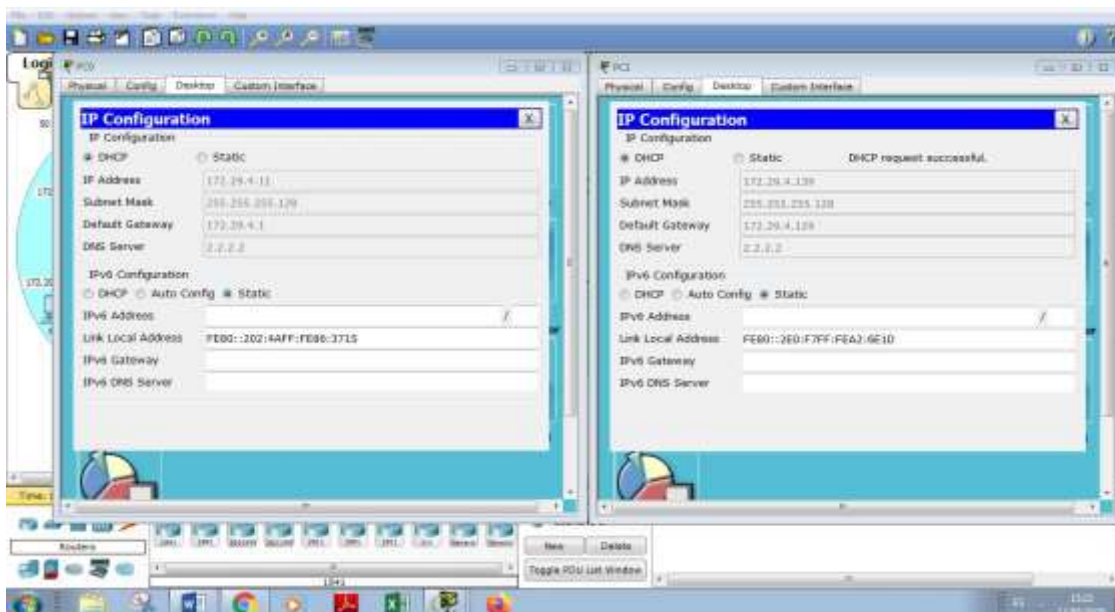 Logi
PC0
Physical Config Desktop Custom Interface
IP Configuration X
IP Configuration
DHCP Static
IP Address 172.29.4.11
Subnet Mask 255.255.255.128
Default Gateway 172.29.4.1
DNS Server 2.2.2.2
IPv6 Configuration
DHCP Auto Config Static
IPv6 Address /
Link Local Address FE80::202:4AFF:FE86:3715
IPv6 Gateway
IPv6 DNS Server
PC1
Physical Config Desktop Custom Interface
IP Configuration X
IP Configuration
DHCP Static DHCP request successful.
IP Address 172.29.4.139
Subnet Mask 255.255.255.128
Default Gateway 172.29.4.129
DNS Server 2.2.2.2
IPv6 Configuration
DHCP Auto Config Static
IPv6 Address /
Link Local Address FE80::2E0:F7FF:FEA2:6E1D
IPv6 Gateway
IPv6 DNS Server
Time:
Routers
New Delete
Toggle PDU List Window
1841